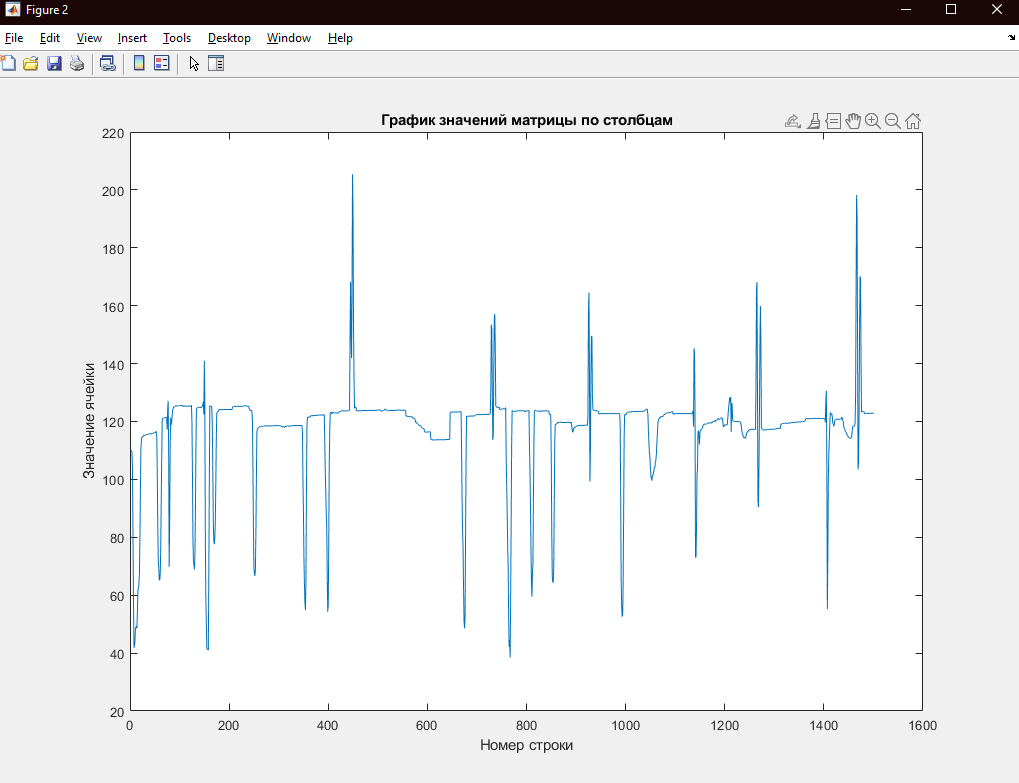 Figure 2
File Edit View Insert Tools Desktop Window Help
График значений матрицы по столбцам
220
200
180
160
140
120
100
80
60
40
20
Значение ячейки
0 200 400 600 800 1000 1200 1400 1600
Номер строки